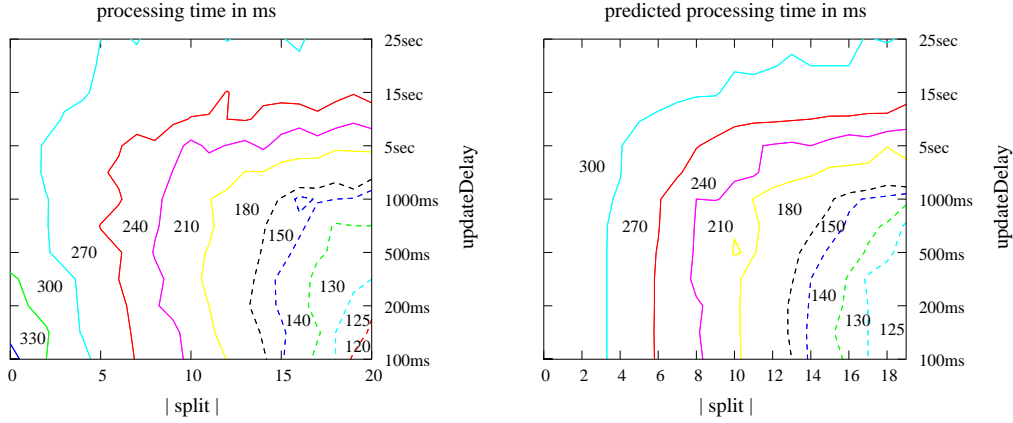 processing time in ms
25sec
15sec
5sec
1000ms
500ms
200ms
100ms
updateDelay
180
240
210
270
150
300
130
140
125
330
120
0
5
10
15
20
| split |
predicted processing time in ms
25sec
15sec
5sec
1000ms
500ms
200ms
100ms
updateDelay
300
240
180
270
210
150
140
130
125
0
2
4
6
8
10
12
14
16
18
| split |